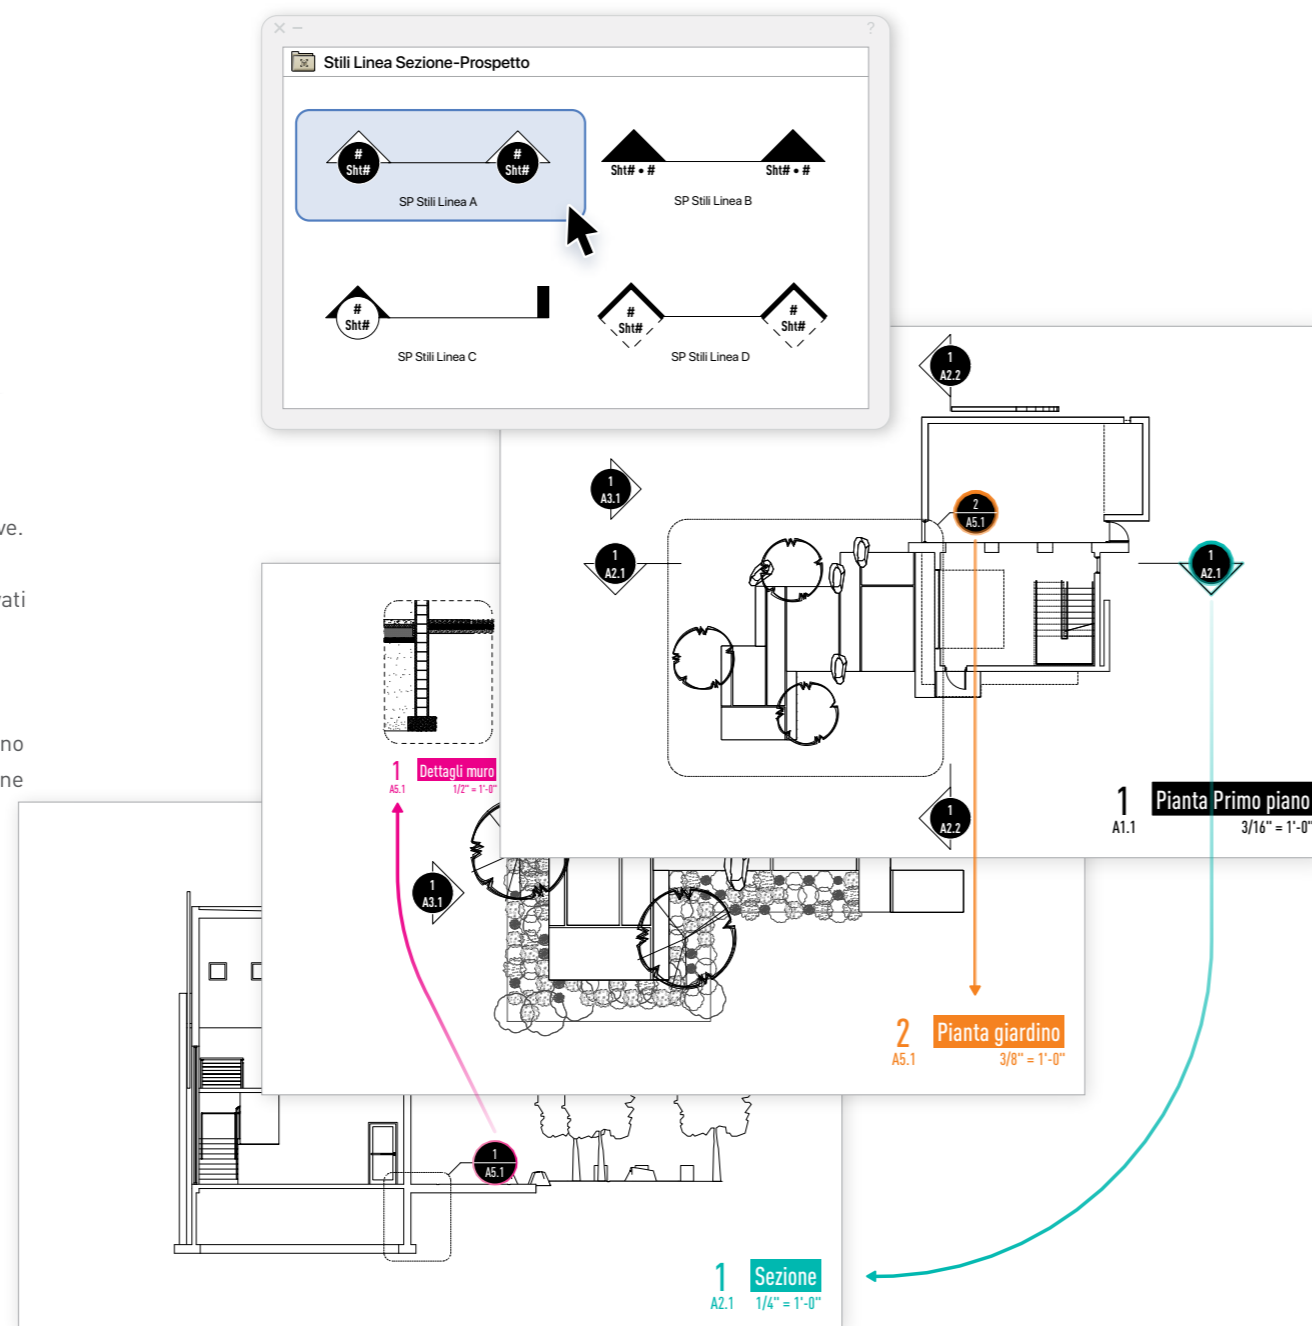 Stili Linea Sezione-Prospetto
#
Sht#
#
Sht#
SP Stili Linea A
Sht# • #
Sht# • #
SP Stili Linea B
#
Sht#
SP Stili Linea C
#
Sht#
#
Sht#
SP Stili Linea D
1
A2.2
1
A3.1
2
A5.1
1
A2.1
1
A2.1
1
A2.2
1
A1.1
Pianta Primo piano
3/16" = 1'-0"
1
A5.1
Dettagli muro
1/2" = 1'-0"
1
A3.1
2
A5.1
Pianta giardino
3/8" = 1'-0"
1
A5.1
1
A2.1
Sezione
1/4" = 1'-0"